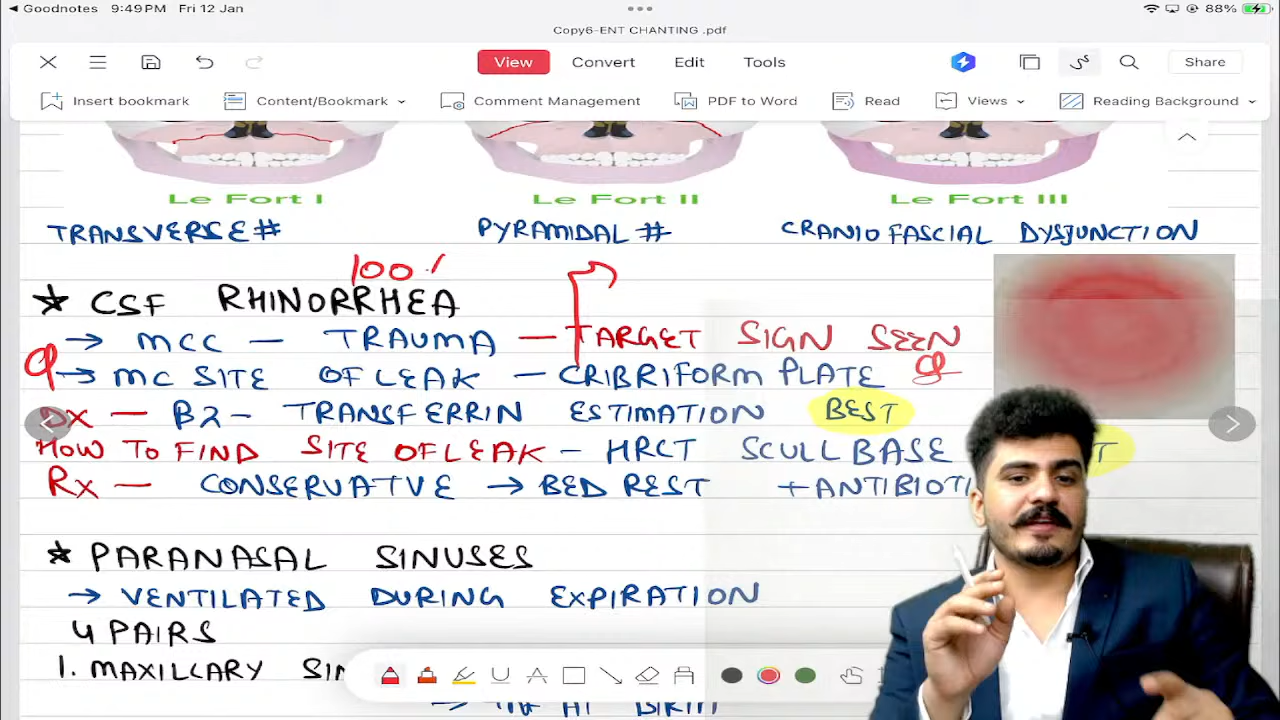 Goodnotes 9:49 PM Fri 12 Jan 88%
Copy6-ENT CHANTING .pdf
View Convert Edit Tools Share
Insert bookmark Content/Bookmark Comment Management PDF to Word Read Views Reading Background
Le Fort I Le Fort II Le Fort III
TRANSVERSE # PYRAMIDAL # CRANIOFASCIAL DYSJUNCTION
100%
★ CSF RHINORRHEA
→ MCC — TRAUMA — TARGET SIGN SEEN
→ MC SITE OF LEAK — CRIBRIFORM PLATE
Dx — B2 - TRANSFERRIN ESTIMATION BEST
HOW TO FIND SITE OF LEAK - HRCT SCULL BASE
Rx — CONSERVATVE → BED REST + ANTIBIOTI
★ PARANASAL SINUSES
→ VENTILATED DURING EXPIRATION
4 PAIRS
1. MAXILLARY SIN